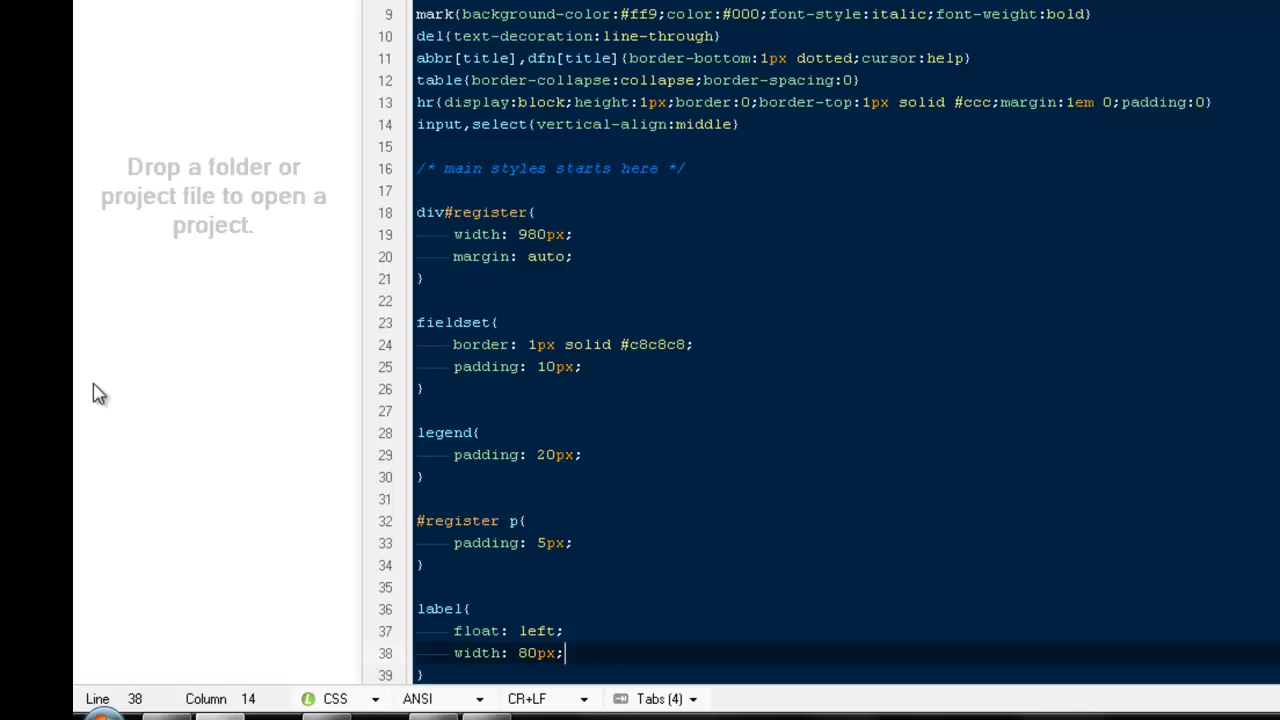 Drop a folder or
project file to open a
project.
9 mark{background-color:#ff9;color:#000;font-style:italic;font-weight:bold}
10 del{text-decoration:line-through}
11 abbr[title],dfn[title]{border-bottom:1px dotted;cursor:help}
12 table{border-collapse:collapse;border-spacing:0}
13 hr{display:block;height:1px;border:0;border-top:1px solid #ccc;margin:1em 0;padding:0}
14 input,select{vertical-align:middle}
15
16 /* main styles starts here */
17
18 div#register{
19 width: 980px;
20 margin: auto;
21 }
22
23 fieldset{
24 border: 1px solid #c8c8c8;
25 padding: 10px;
26 }
27
28 legend{
29 padding: 20px;
30 }
31
32 #register p{
33 padding: 5px;
34 }
35
36 label{
37 float: left;
38 width: 80px;
39 }
Line 38 Column 14 CSS ANSI CR+LF Tabs (4)